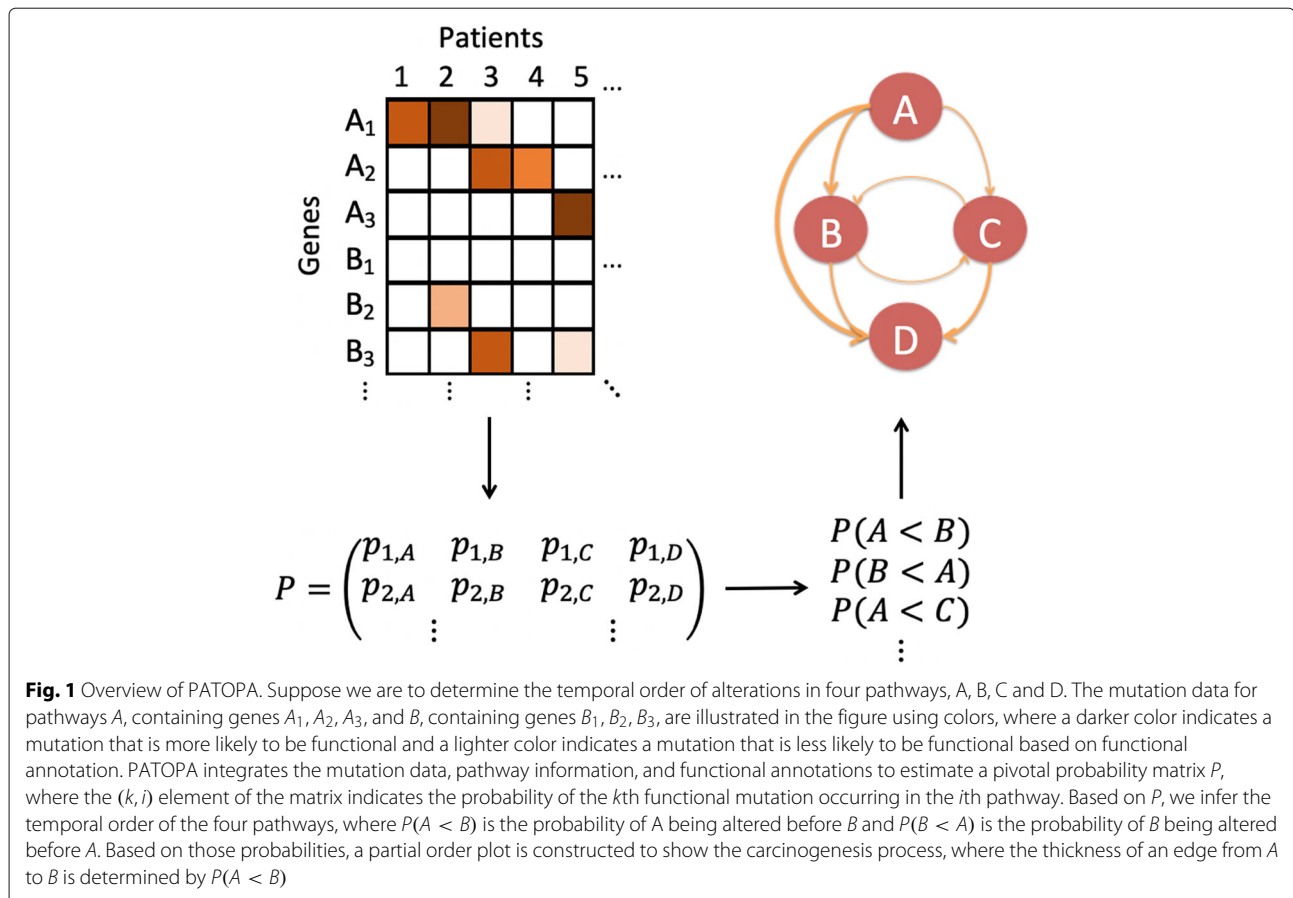 Patients
1 2 3 4 5 ...
Genes
A₁
A₂ ...
A₃
B₁ ...
B₂
B₃
⋮ ⋮ ⋮ ⋱
A
B C
D
P = (p₁,A p₁,B p₁,C p₁,D
p₂,A p₂,B p₂,C p₂,D
⋮ ⋮)
P(A < B)
P(B < A)
P(A < C)
⋮
Fig. 1 Overview of PATOPA. Suppose we are to determine the temporal order of alterations in four pathways, A, B, C and D. The mutation data for
pathways A, containing genes A₁, A₂, A₃, and B, containing genes B₁, B₂, B₃, are illustrated in the figure using colors, where a darker color indicates a
mutation that is more likely to be functional and a lighter color indicates a mutation that is less likely to be functional based on functional
annotation. PATOPA integrates the mutation data, pathway information, and functional annotations to estimate a pivotal probability matrix P,
where the (k, i) element of the matrix indicates the probability of the kth functional mutation occurring in the ith pathway. Based on P, we infer the
temporal order of the four pathways, where P(A < B) is the probability of A being altered before B and P(B < A) is the probability of B being altered
before A. Based on those probabilities, a partial order plot is constructed to show the carcinogenesis process, where the thickness of an edge from A
to B is determined by P(A < B)